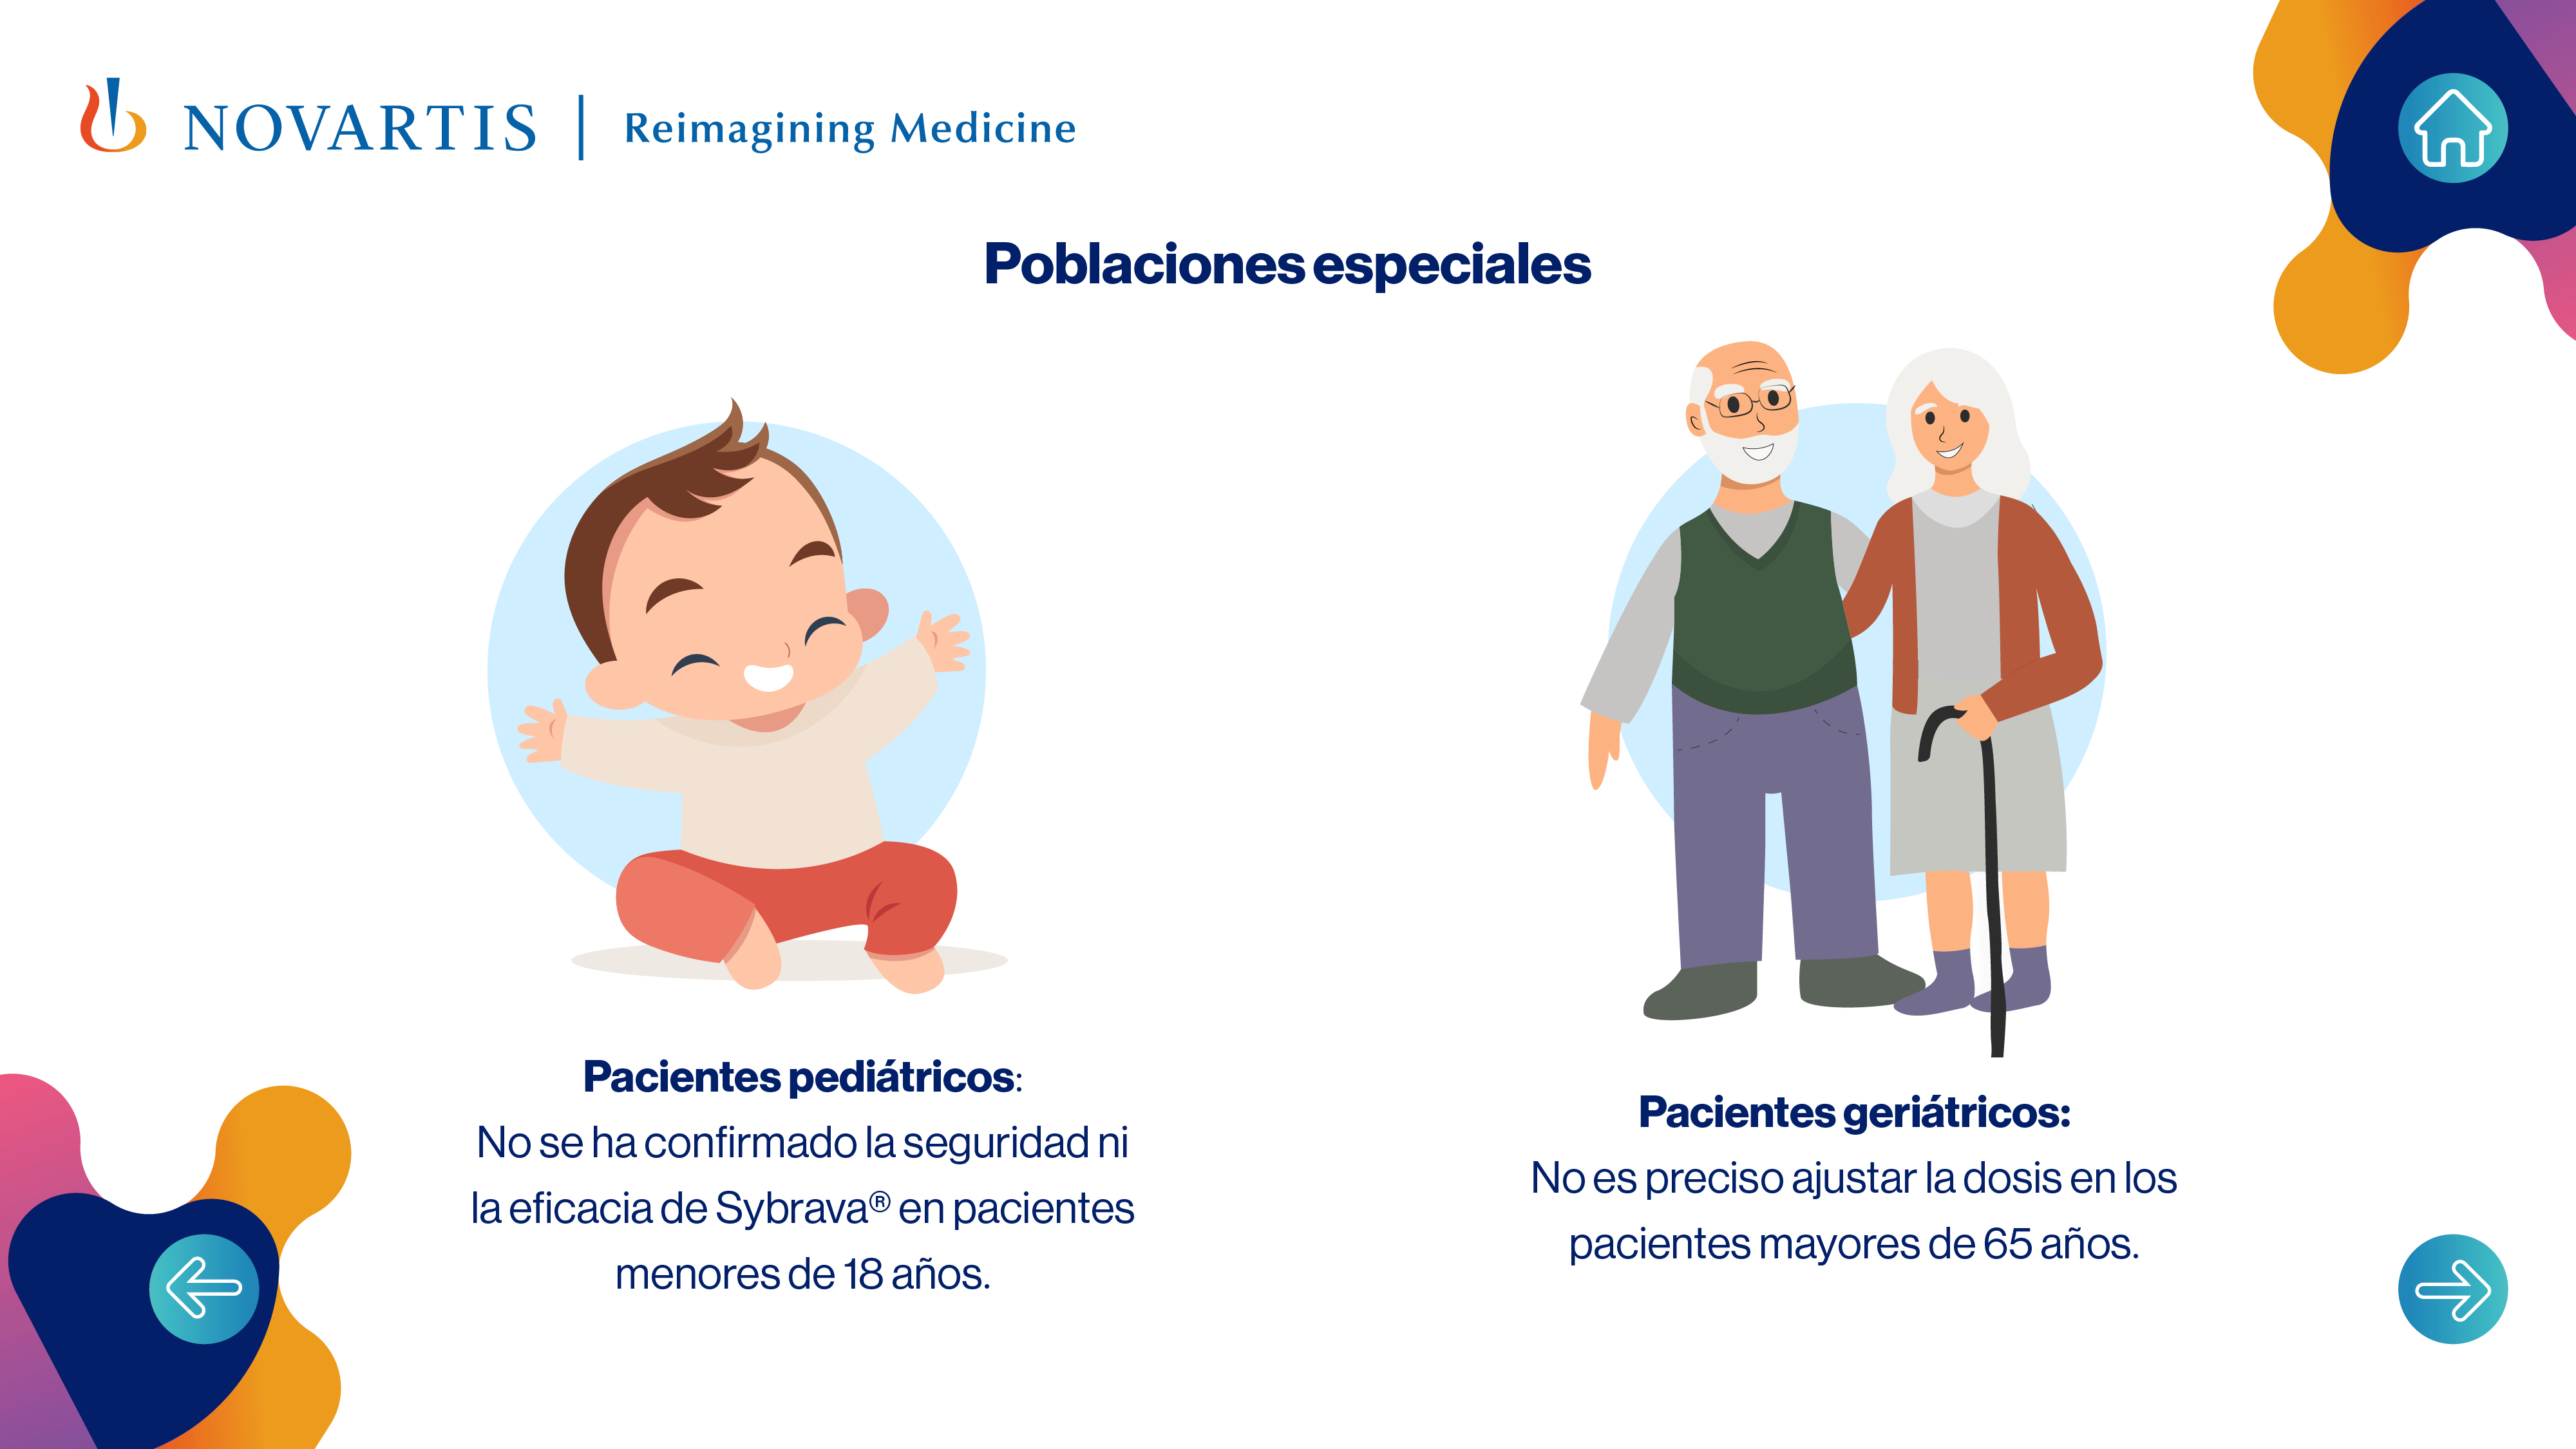 NOVARTIS | Reimagining Medicine
Poblaciones especiales
Pacientes pediátricos:
No se ha confirmado la seguridad ni
la eficacia de Sybrava® en pacientes
menores de 18 años.
Pacientes geriátricos:
No es preciso ajustar la dosis en los
pacientes mayores de 65 años.